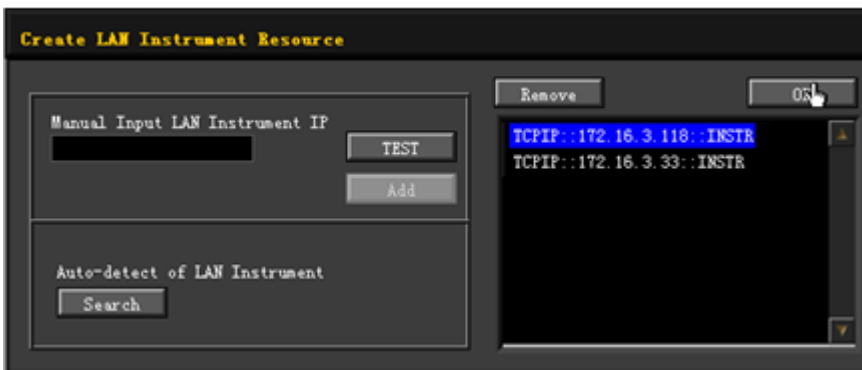 Create LAN Instrument Resource
Remove
Manual Input LAN Instrument IP
TEST
TCPIP::172.16.3.118::INSTR
TCPIP::172.16.3.33::INSTR
Add
Auto-detect of LAN Instrument
Search